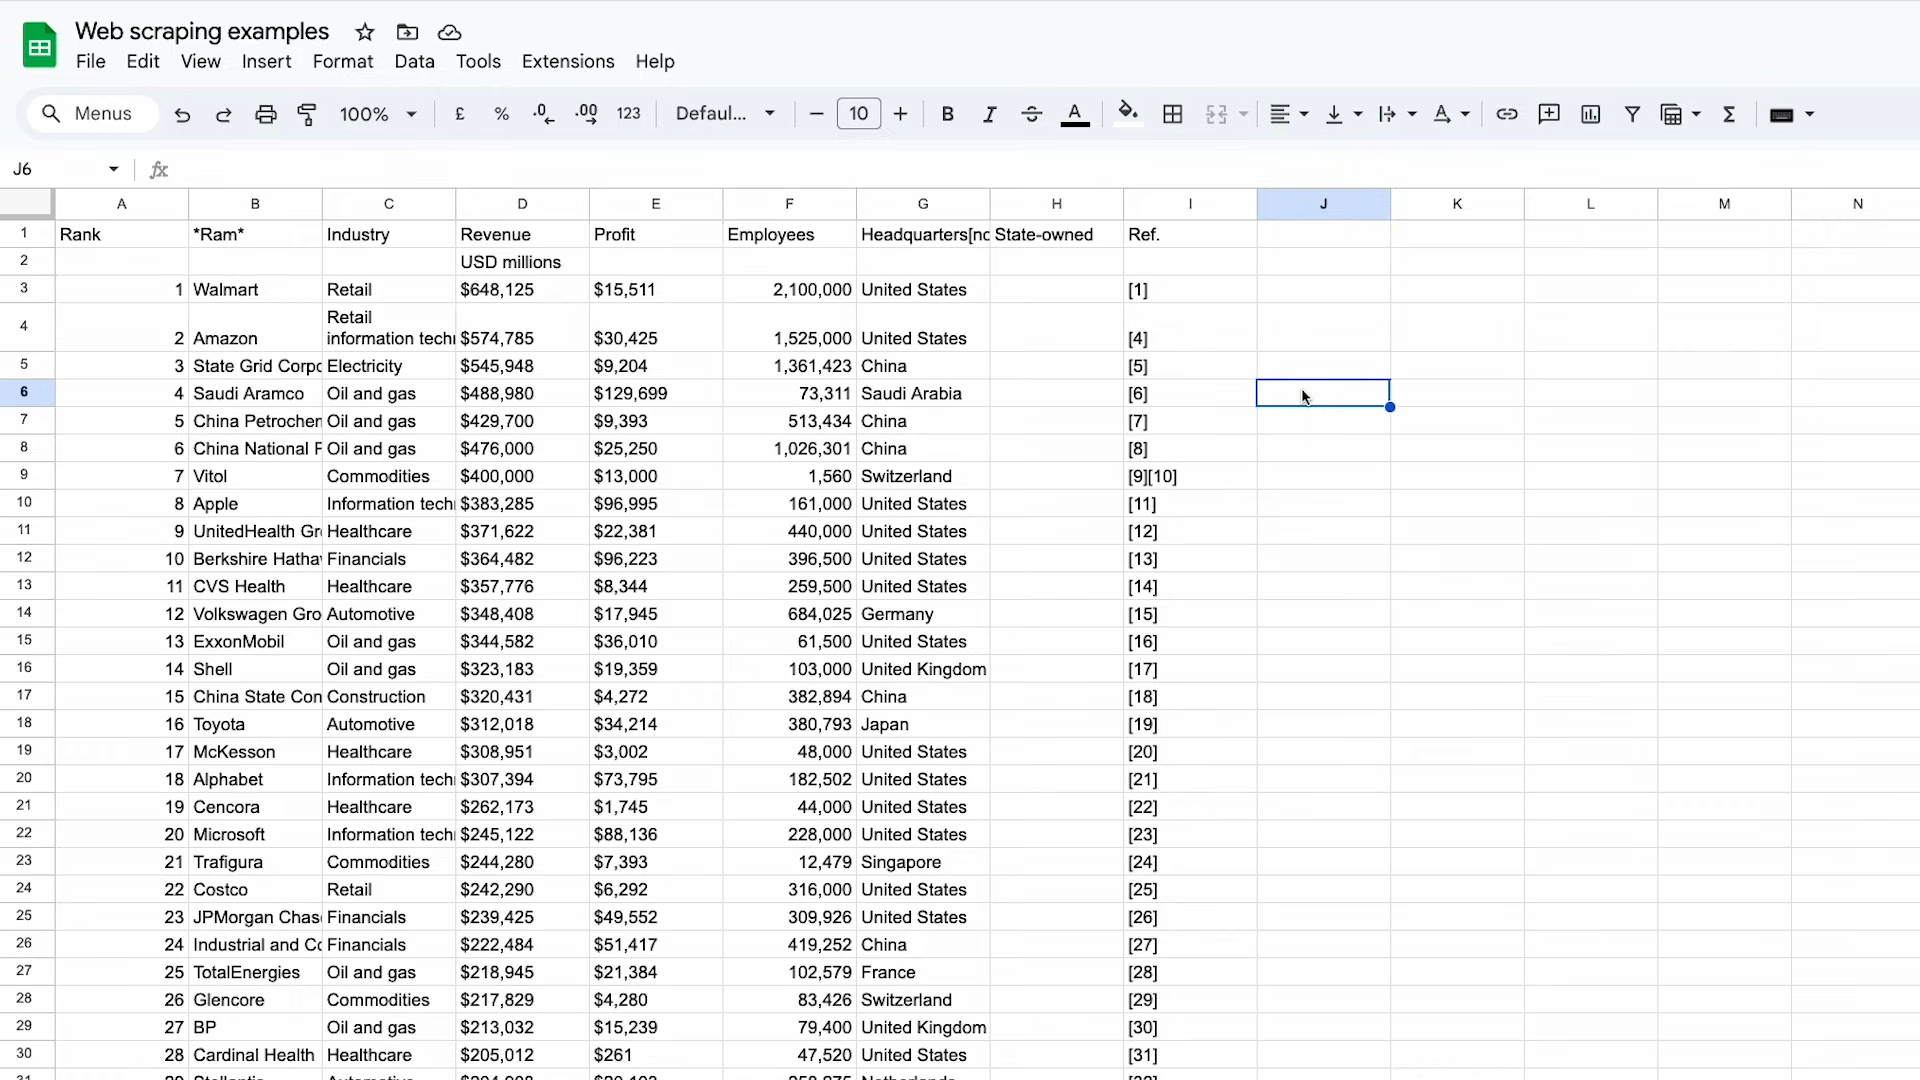 Web scraping examples
File Edit View Insert Format Data Tools Extensions Help
Menus 100% £ % .0 .00 123 Defaul... 10 B I A A Σ
J6 fx
A B C D E F G H I J K L M N
1 Rank *Ram* Industry Revenue Profit Employees Headquarters[no State-owned Ref.
2 USD millions
3 1 Walmart Retail $648,125 $15,511 2,100,000 United States [1]
Retail
4 2 Amazon information techn $574,785 $30,425 1,525,000 United States [4]
5 3 State Grid Corpo Electricity $545,948 $9,204 1,361,423 China [5]
6 4 Saudi Aramco Oil and gas $488,980 $129,699 73,311 Saudi Arabia [6]
7 5 China Petrochem Oil and gas $429,700 $9,393 513,434 China [7]
8 6 China National P Oil and gas $476,000 $25,250 1,026,301 China [8]
9 7 Vitol Commodities $400,000 $13,000 1,560 Switzerland [9][10]
10 8 Apple Information techn $383,285 $96,995 161,000 United States [11]
11 9 UnitedHealth Gro Healthcare $371,622 $22,381 440,000 United States [12]
12 10 Berkshire Hathaw Financials $364,482 $96,223 396,500 United States [13]
13 11 CVS Health Healthcare $357,776 $8,344 259,500 United States [14]
14 12 Volkswagen Gro Automotive $348,408 $17,945 684,025 Germany [15]
15 13 ExxonMobil Oil and gas $344,582 $36,010 61,500 United States [16]
16 14 Shell Oil and gas $323,183 $19,359 103,000 United Kingdom [17]
17 15 China State Con Construction $320,431 $4,272 382,894 China [18]
18 16 Toyota Automotive $312,018 $34,214 380,793 Japan [19]
19 17 McKesson Healthcare $308,951 $3,002 48,000 United States [20]
20 18 Alphabet Information techn $307,394 $73,795 182,502 United States [21]
21 19 Cencora Healthcare $262,173 $1,745 44,000 United States [22]
22 20 Microsoft Information techn $245,122 $88,136 228,000 United States [23]
23 21 Trafigura Commodities $244,280 $7,393 12,479 Singapore [24]
24 22 Costco Retail $242,290 $6,292 316,000 United States [25]
25 23 JPMorgan Chas Financials $239,425 $49,552 309,926 United States [26]
26 24 Industrial and Co Financials $222,484 $51,417 419,252 China [27]
27 25 TotalEnergies Oil and gas $218,945 $21,384 102,579 France [28]
28 26 Glencore Commodities $217,829 $4,280 83,426 Switzerland [29]
29 27 BP Oil and gas $213,032 $15,239 79,400 United Kingdom [30]
30 28 Cardinal Health Healthcare $205,012 $261 47,520 United States [31]